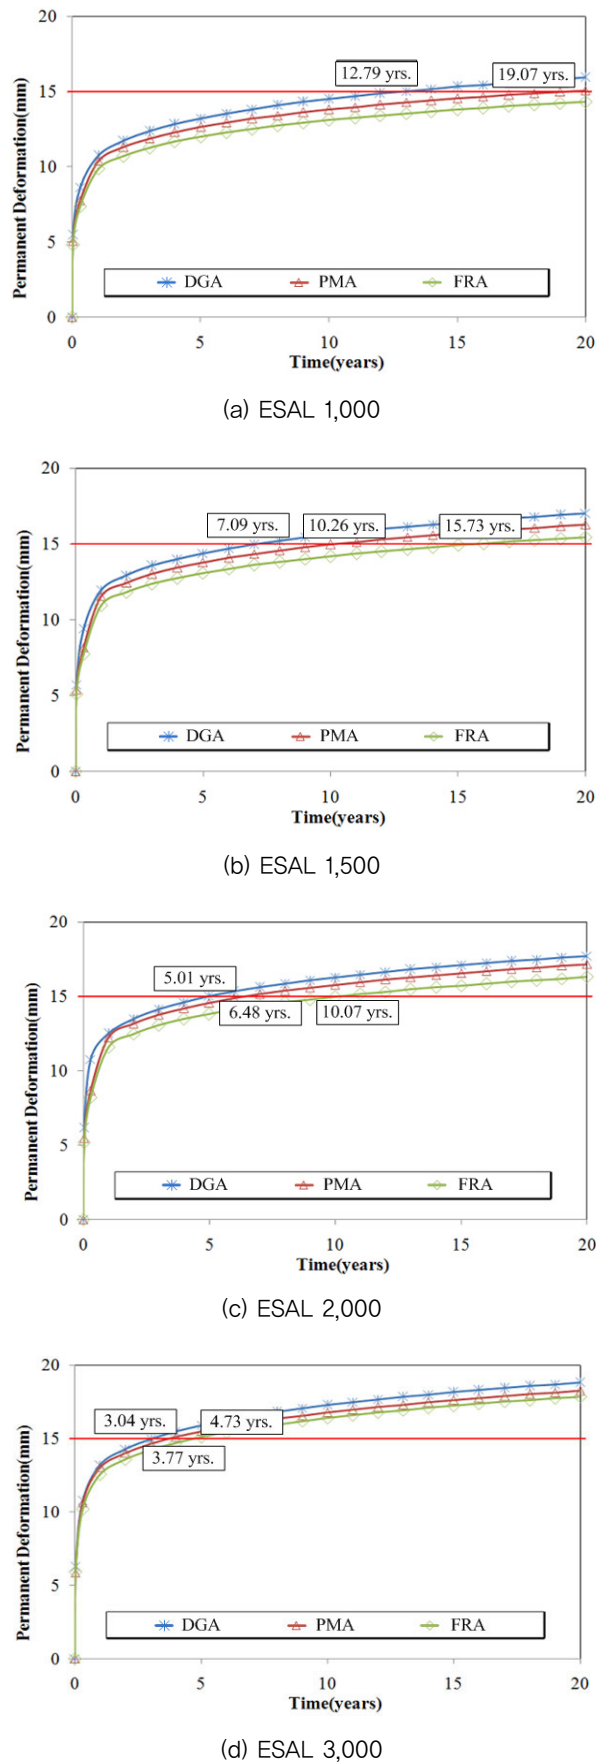 20
12.79 yrs. 19.07 yrs.
15
10
5
0
Permanent Deformation(mm)
DGA PMA FRA
0 5 10 15 20
Time(years)
(a) ESAL 1,000
20
7.09 yrs. 10.26 yrs. 15.73 yrs.
15
10
5
0
Permanent Deformation(mm)
DGA PMA FRA
0 5 10 15 20
Time(years)
(b) ESAL 1,500
20
5.01 yrs.
15
6.48 yrs. 10.07 yrs.
10
5
0
Permanent Deformation(mm)
DGA PMA FRA
0 5 10 15 20
Time(years)
(c) ESAL 2,000
20
3.04 yrs. 4.73 yrs.
15
3.77 yrs.
10
5
0
Permanent Deformation(mm)
DGA PMA FRA
0 5 10 15 20
Time(years)
(d) ESAL 3,000